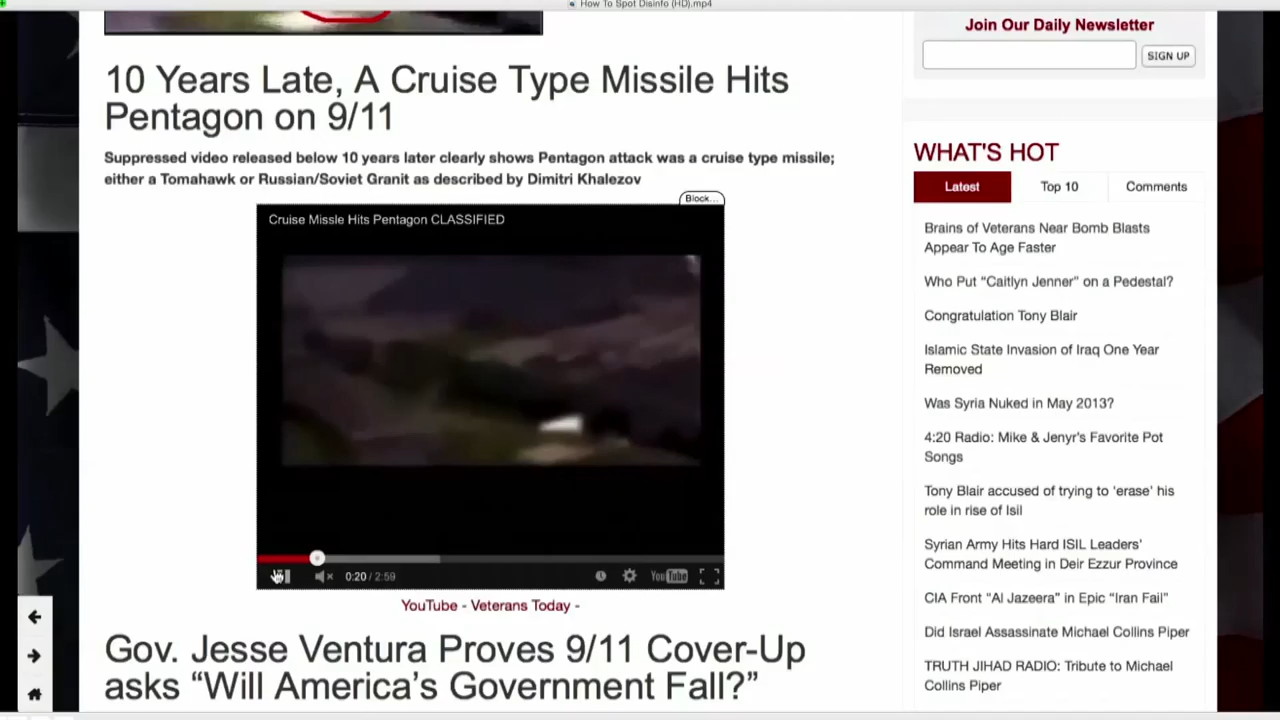 How To Spot Disinfo (HD).mp4
Join Our Daily Newsletter
SIGN UP
10 Years Late, A Cruise Type Missile Hits
Pentagon on 9/11
Suppressed video released below 10 years later clearly shows Pentagon attack was a cruise type missile;
either a Tomahawk or Russian/Soviet Granit as described by Dimitri Khalezov
Block...
Cruise Missle Hits Pentagon CLASSIFIED
0:20 / 2:59
YouTube
YouTube - Veterans Today -
Gov. Jesse Ventura Proves 9/11 Cover-Up
asks “Will America’s Government Fall?”
WHAT'S HOT
Latest
Top 10
Comments
Brains of Veterans Near Bomb Blasts
Appear To Age Faster
Who Put “Caitlyn Jenner” on a Pedestal?
Congratulation Tony Blair
Islamic State Invasion of Iraq One Year
Removed
Was Syria Nuked in May 2013?
4:20 Radio: Mike & Jenyr's Favorite Pot
Songs
Tony Blair accused of trying to ‘erase’ his
role in rise of Isil
Syrian Army Hits Hard ISIL Leaders’
Command Meeting in Deir Ezzur Province
CIA Front “Al Jazeera” in Epic “Iran Fail”
Did Israel Assassinate Michael Collins Piper
TRUTH JIHAD RADIO: Tribute to Michael
Collins Piper